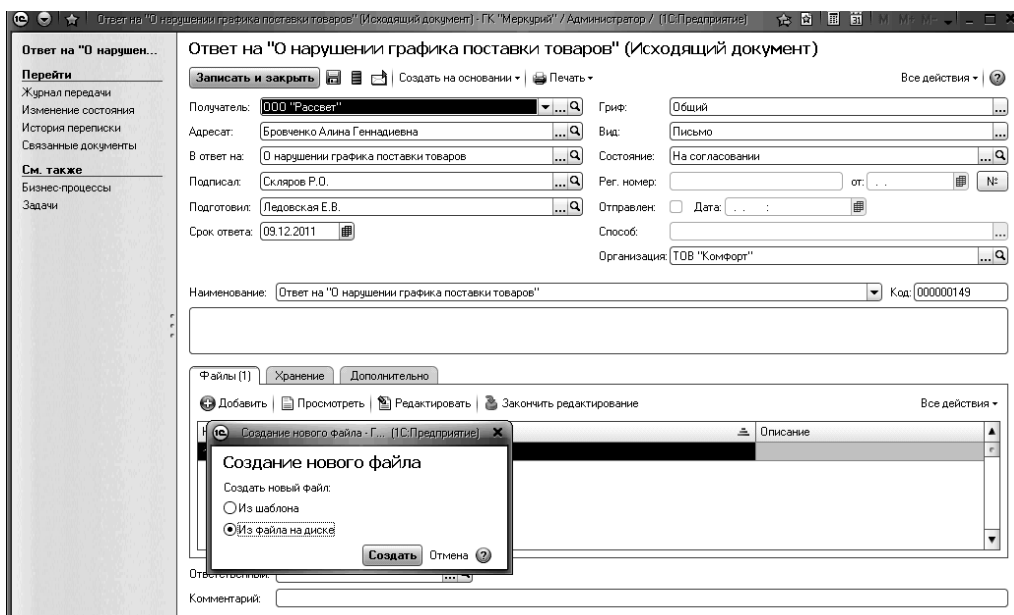 Ответ на "О нарушении графика поставки товаров" (Исходящий документ) - ГК "Меркурий" / Администратор / (1С:Предприятие)
M M+ M-
Ответ на "О нарушен...
Перейти
Журнал передачи
Изменение состояния
История переписки
Связанные документы
См. также
Бизнес-процессы
Задачи
Ответ на "О нарушении графика поставки товаров" (Исходящий документ)
Записать и закрыть Создать на основании Печать Все действия
Получатель: ООО "Рассвет" Гриф: Общий
Адресат: Бровченко Алина Геннадиевна Вид: Письмо
В ответ на: О нарушении графика поставки товаров Состояние: На согласовании
Подписал: Скляров Р.О. Рег. номер: от: . . №
Подготовил: Ледовская Е.В. Отправлен: Дата: . . :
Срок ответа: 09.12.2011 Способ:
Организация: ТОВ "Комфорт"
Наименование: Ответ на "О нарушении графика поставки товаров" Код: 000000149
Файлы (1) Хранение Дополнительно
Добавить Просмотреть Редактировать Закончить редактирование Все действия
Описание
Создание нового файла - Г... (1С:Предприятие)
Создание нового файла
Создать новый файл:
Из шаблона
Из файла на диске
Создать Отмена
Ответственный:
Комментарий: